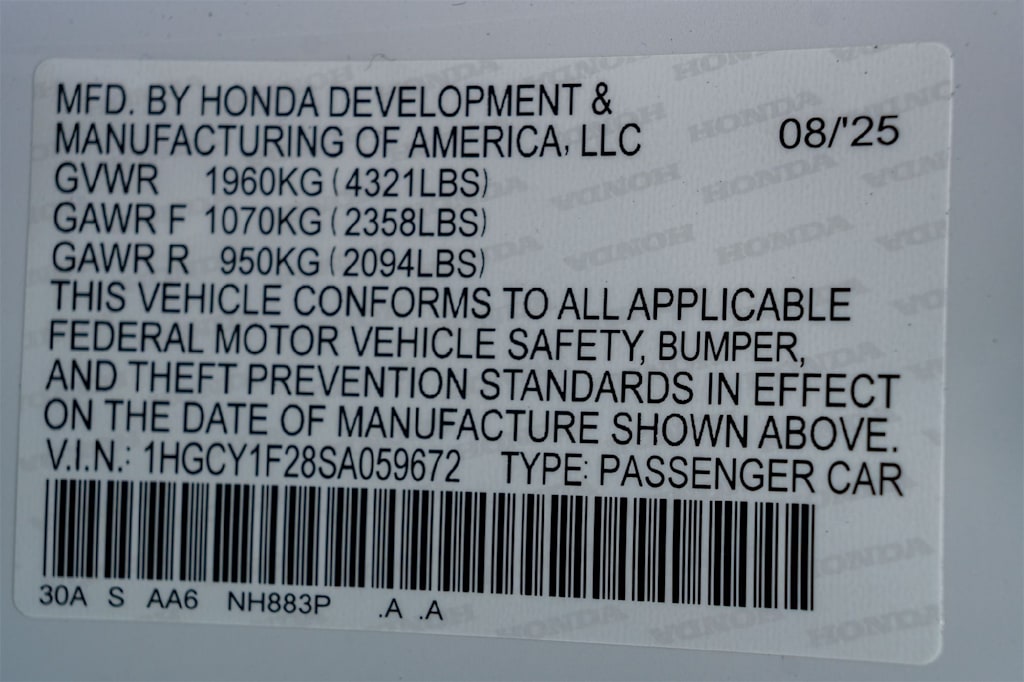 MFD. BY HONDA DEVELOPMENT &
MANUFACTURING OF AMERICA, LLC 08/'25
GVWR 1960KG (4321LBS)
GAWR F 1070KG (2358LBS)
GAWR R 950KG (2094LBS)
THIS VEHICLE CONFORMS TO ALL APPLICABLE
FEDERAL MOTOR VEHICLE SAFETY, BUMPER,
AND THEFT PREVENTION STANDARDS IN EFFECT
ON THE DATE OF MANUFACTURE SHOWN ABOVE.
V.I.N.: 1HGCY1F28SA059672 TYPE: PASSENGER CAR
30A S AA6 NH883P .A .A